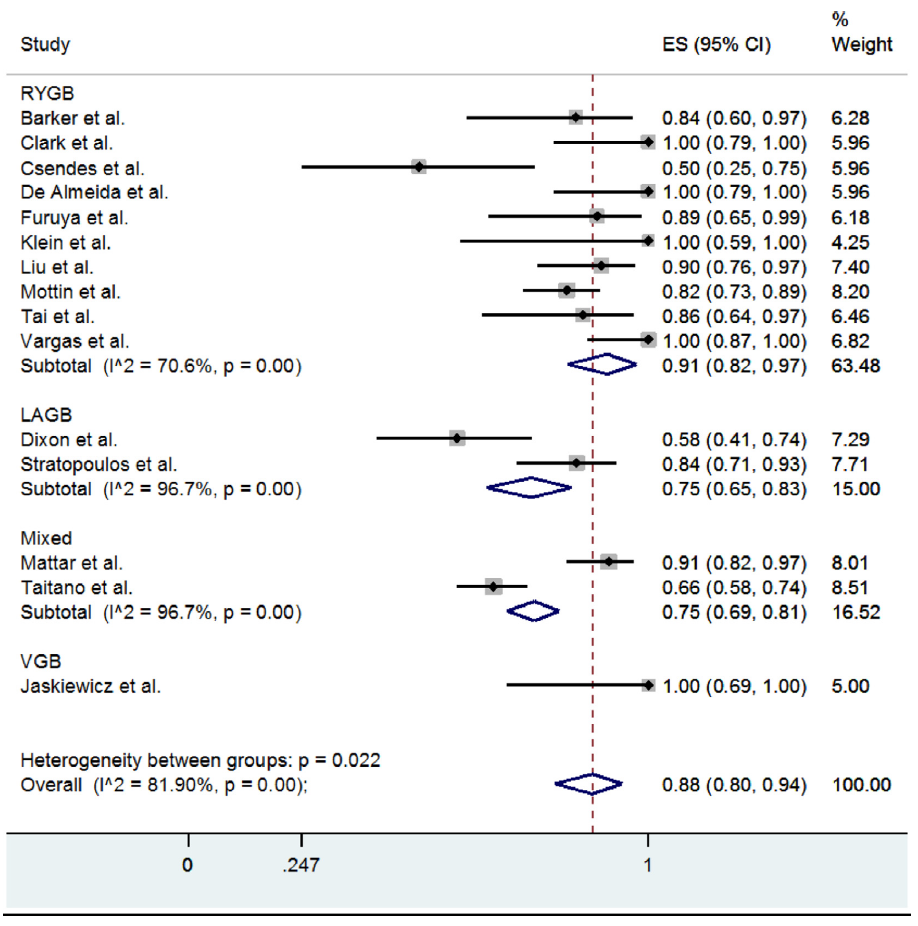 %
Study ES (95% CI) Weight
RYGB
Barker et al. 0.84 (0.60, 0.97) 6.28
Clark et al. 1.00 (0.79, 1.00) 5.96
Csendes et al. 0.50 (0.25, 0.75) 5.96
De Almeida et al. 1.00 (0.79, 1.00) 5.96
Furuya et al. 0.89 (0.65, 0.99) 6.18
Klein et al. 1.00 (0.59, 1.00) 4.25
Liu et al. 0.90 (0.76, 0.97) 7.40
Mottin et al. 0.82 (0.73, 0.89) 8.20
Tai et al. 0.86 (0.64, 0.97) 6.46
Vargas et al. 1.00 (0.87, 1.00) 6.82
Subtotal (I^2 = 70.6%, p = 0.00) 0.91 (0.82, 0.97) 63.48
LAGB
Dixon et al. 0.58 (0.41, 0.74) 7.29
Stratopoulos et al. 0.84 (0.71, 0.93) 7.71
Subtotal (I^2 = 96.7%, p = 0.00) 0.75 (0.65, 0.83) 15.00
Mixed
Mattar et al. 0.91 (0.82, 0.97) 8.01
Taitano et al. 0.66 (0.58, 0.74) 8.51
Subtotal (I^2 = 96.7%, p = 0.00) 0.75 (0.69, 0.81) 16.52
VGB
Jaskiewicz et al. 1.00 (0.69, 1.00) 5.00
Heterogeneity between groups: p = 0.022
Overall (I^2 = 81.90%, p = 0.00); 0.88 (0.80, 0.94) 100.00
0 .247 1